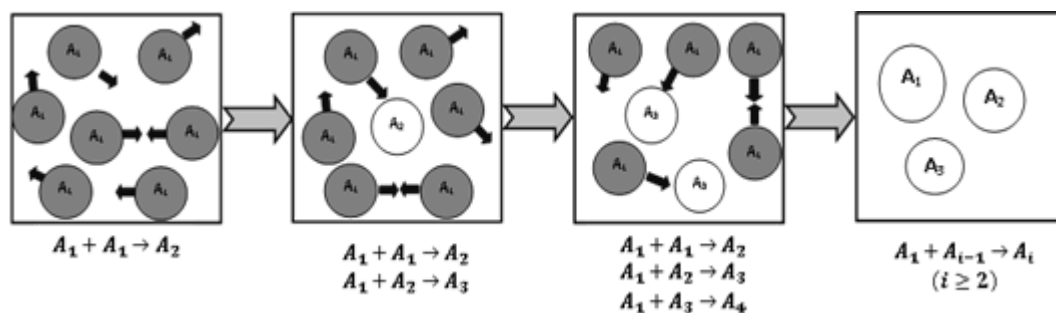 A₁ A₁
A₁
A₁ A₁
A₁ A₁
A₁ + A₁ → A₂
A₁ A₁
A₁ A₂ A₁
A₁ A₁
A₁ + A₁ → A₂
A₁ + A₂ → A₃
A₁ A₁ A₁
A₃
A₁ A₃ A₁
A₁ + A₁ → A₂
A₁ + A₂ → A₃
A₁ + A₃ → A₄
A₁
A₂
A₃
A₁ + Aᵢ₋₁ → Aᵢ
(i ≥ 2)